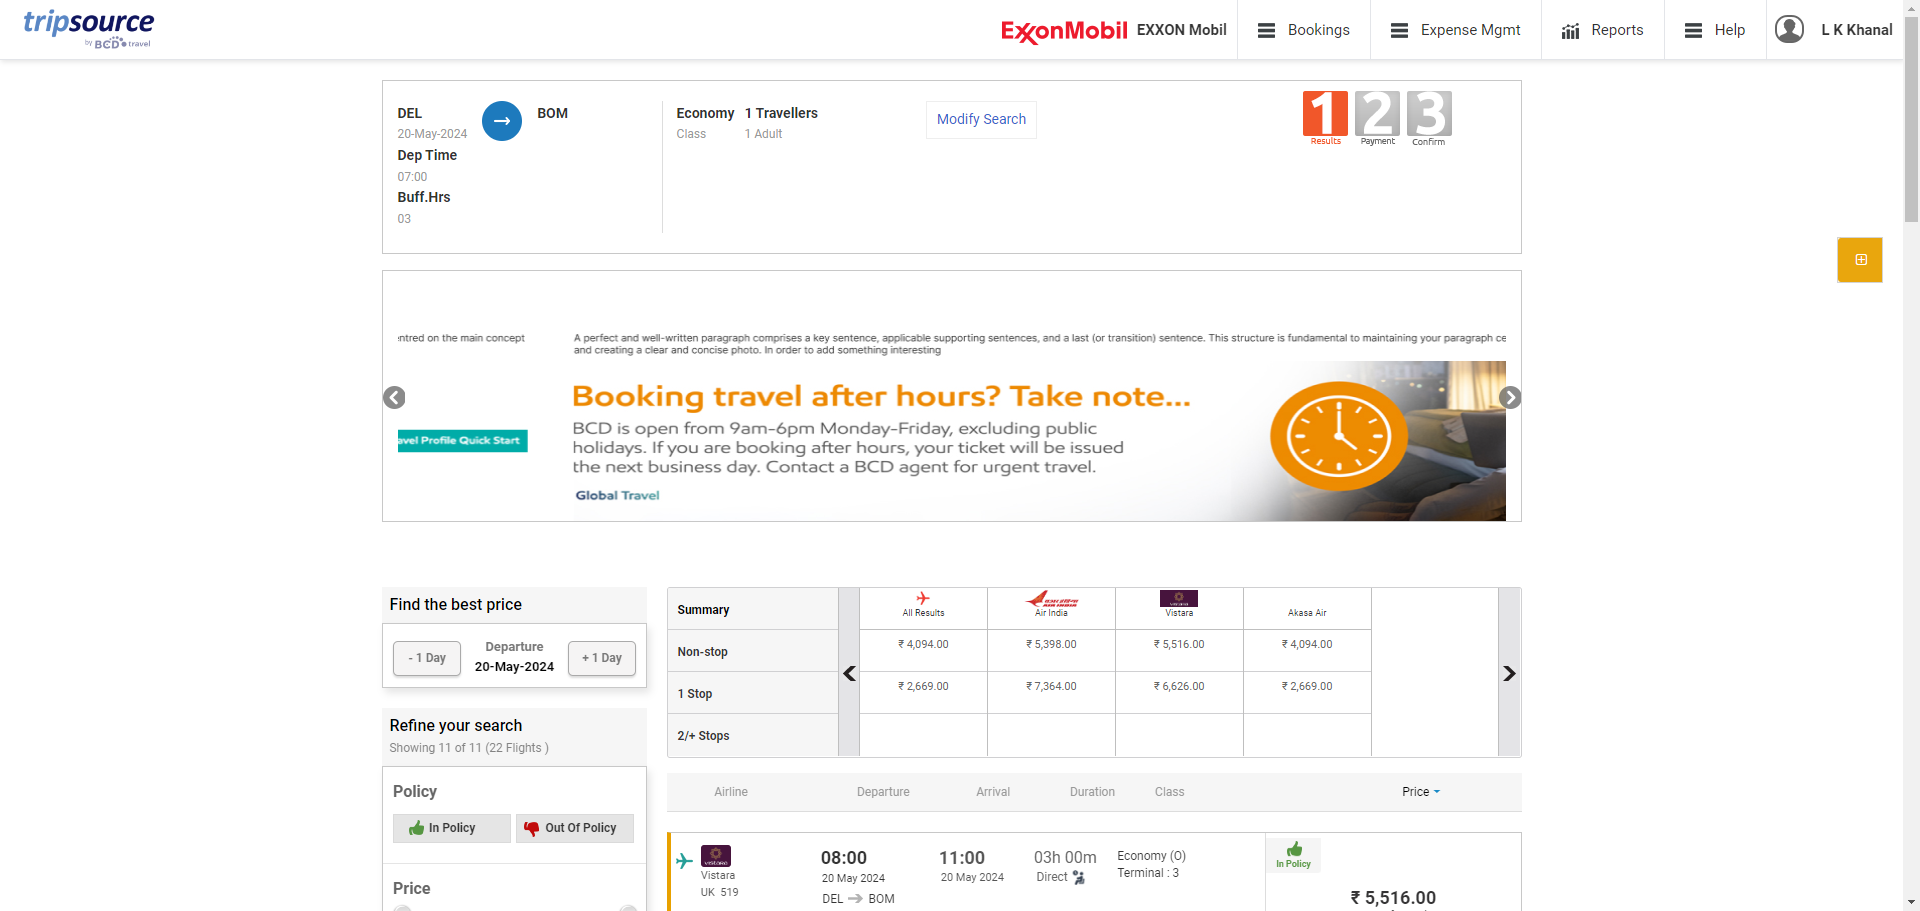 tripsource
by BCD travel
ExxonMobil EXXON Mobil
Bookings
Expense Mgmt
Reports
Help
L K Khanal
DEL
20-May-2024
BOM
Dep Time
07:00
Buff.Hrs
03
Economy 1 Travellers
Class 1 Adult
Modify Search
1 2 3
Results Payment Confirm
entred on the main concept
A perfect and well-written paragraph comprises a key sentence, applicable supporting sentences, and a last (or transition) sentence. This structure is fundamental to maintaining your paragraph ce
and creating a clear and concise photo. In order to add something interesting
Booking travel after hours? Take note...
BCD is open from 9am-6pm Monday-Friday, excluding public
holidays. If you are booking after hours, your ticket will be issued
the next business day. Contact a BCD agent for urgent travel.
avel Profile Quick Start
Global Travel
Find the best price
- 1 Day
Departure
20-May-2024
+ 1 Day
Refine your search
Showing 11 of 11 (22 Flights )
Policy
In Policy Out Of Policy
Price
Summary All Results Air India Vistara Akasa Air
Non-stop ₹ 4,094.00 ₹ 5,398.00 ₹ 5,516.00 ₹ 4,094.00
1 Stop ₹ 2,669.00 ₹ 7,364.00 ₹ 6,626.00 ₹ 2,669.00
2/+ Stops
Airline Departure Arrival Duration Class Price
Vistara
UK 519
08:00
20 May 2024
DEL BOM
11:00
20 May 2024
03h 00m
Direct
Economy (O)
Terminal : 3
In Policy
₹ 5,516.00